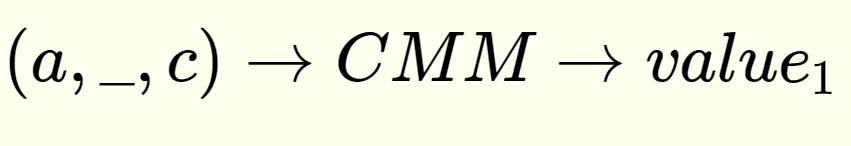 (a, _, c) → CMM → value₁